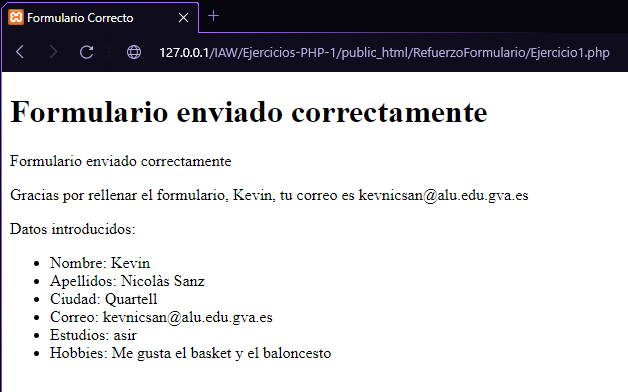 Formulario Correcto
127.0.0.1/IAW/Ejercicios-PHP-1/public_html/RefuerzoFormulario/Ejercicio1.php
Formulario enviado correctamente
Formulario enviado correctamente
Gracias por rellenar el formulario, Kevin, tu correo es kevnicsan@alu.edu.gva.es
Datos introducidos:
Nombre: Kevin
Apellidos: Nicolàs Sanz
Ciudad: Quartell
Correo: kevnicsan@alu.edu.gva.es
Estudios: asir
Hobbies: Me gusta el basket y el baloncesto